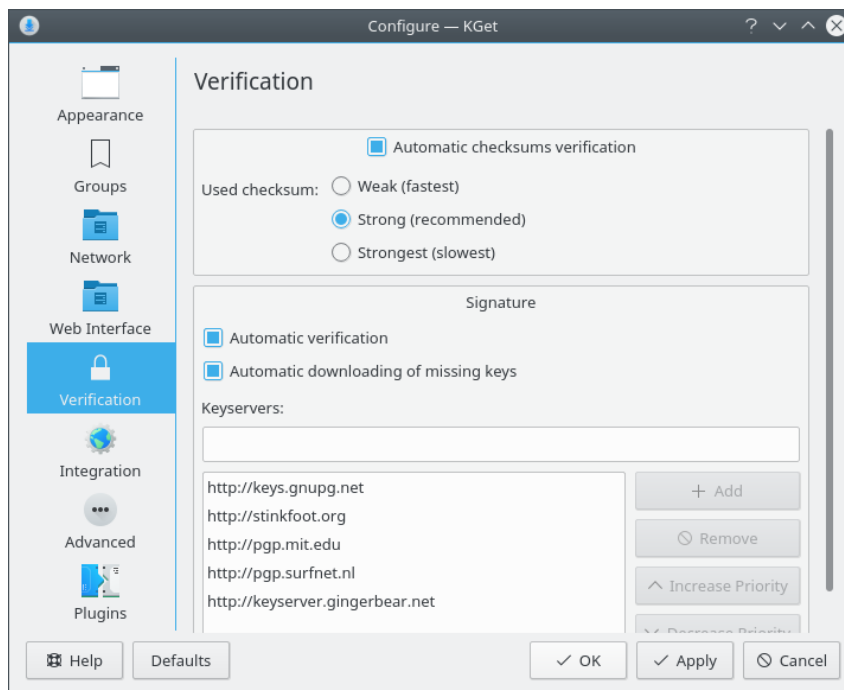 Configure — KGet
Appearance
Groups
Network
Web Interface
Verification
Integration
Advanced
Plugins
Verification
Automatic checksums verification
Used checksum:
Weak (fastest)
Strong (recommended)
Strongest (slowest)
Signature
Automatic verification
Automatic downloading of missing keys
Keyservers:
http://keys.gnupg.net
http://stinkfoot.org
http://pgp.mit.edu
http://pgp.surfnet.nl
http://keyserver.gingerbear.net
Add
Remove
Increase Priority
Decrease Priority
Help
Defaults
OK
Apply
Cancel